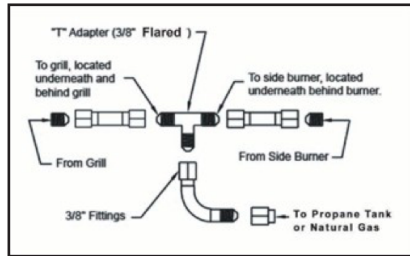 "T" Adapter (3/8" Flared )
To grill, located
underneath and
behind grill
To side burner, located
underneath behind burner.
From Grill
From Side Burner
3/8" Fittings
To Propane Tank
or Natural Gas